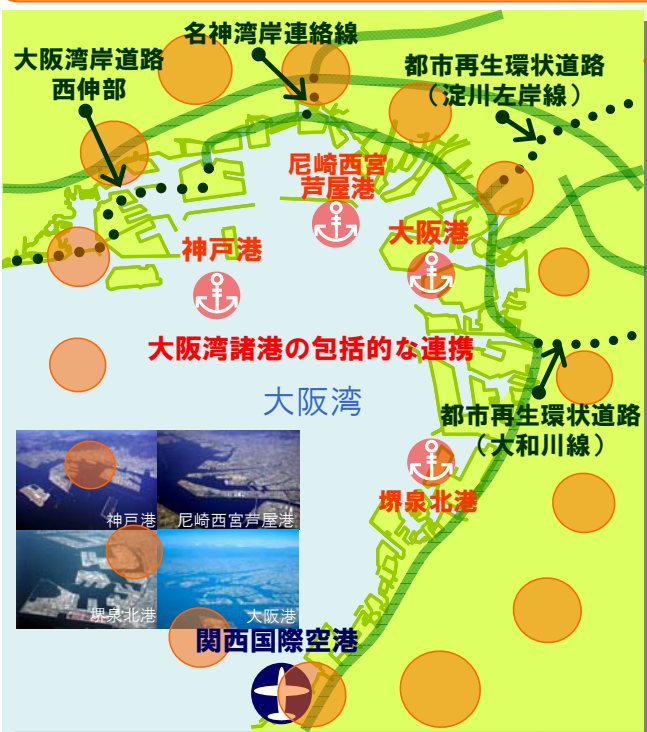 名神湾岸連絡線
大阪湾岸道路
西伸部
都市再生環状道路
（淀川左岸線）
尼崎西宮
芦屋港
大阪港
神戸港
大阪湾諸港の包括的な連携
大阪湾
都市再生環状道路
（大和川線）
堺泉北港
神戸港
尼崎西宮芦屋港
堺泉北港
大阪港
関西国際空港